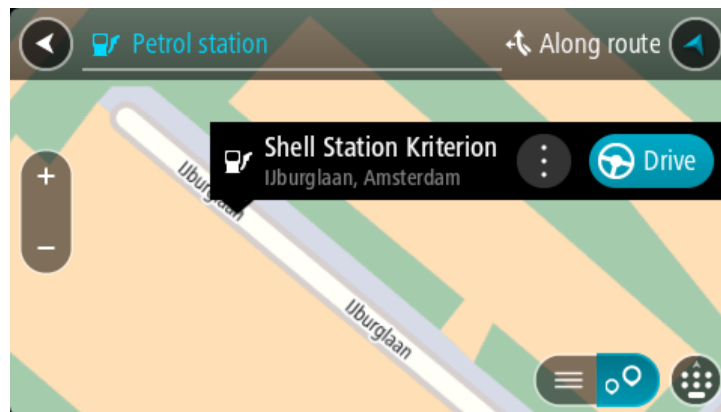 Petrol station
Along route
Shell Station Kriterion
IJburglaan, Amsterdam
Drive
IJburglaan
IJburglaan